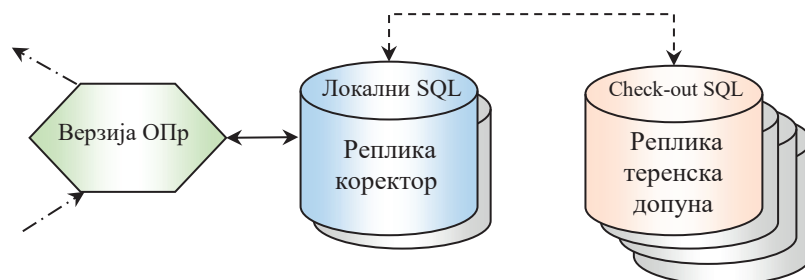 Верзија ОПр
Локални SQL
Реплика
коректор
Check-out SQL
Реплика
теренска
допуна